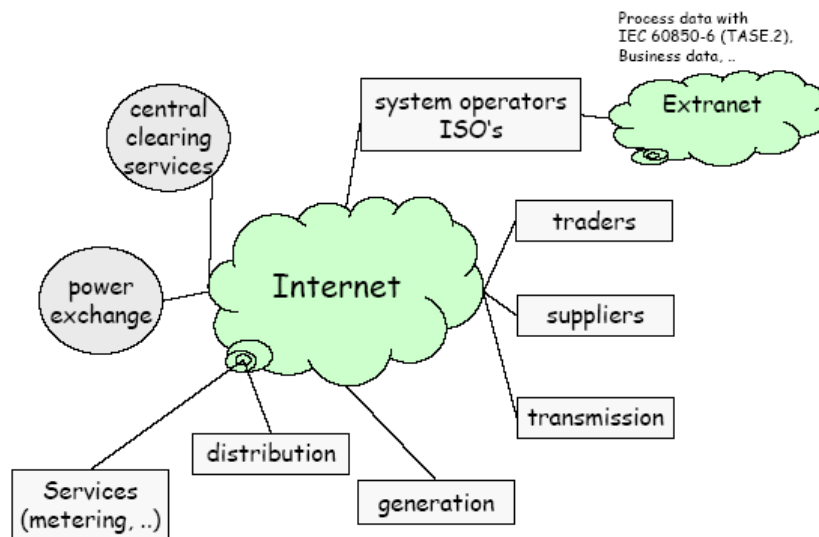 Process data with
IEC 60850-6 (TASE.2),
Business data, ..
central
clearing
services
system operators
ISO's
Extranet
traders
power
exchange
Internet
suppliers
transmission
distribution
Services
(metering, ..)
generation